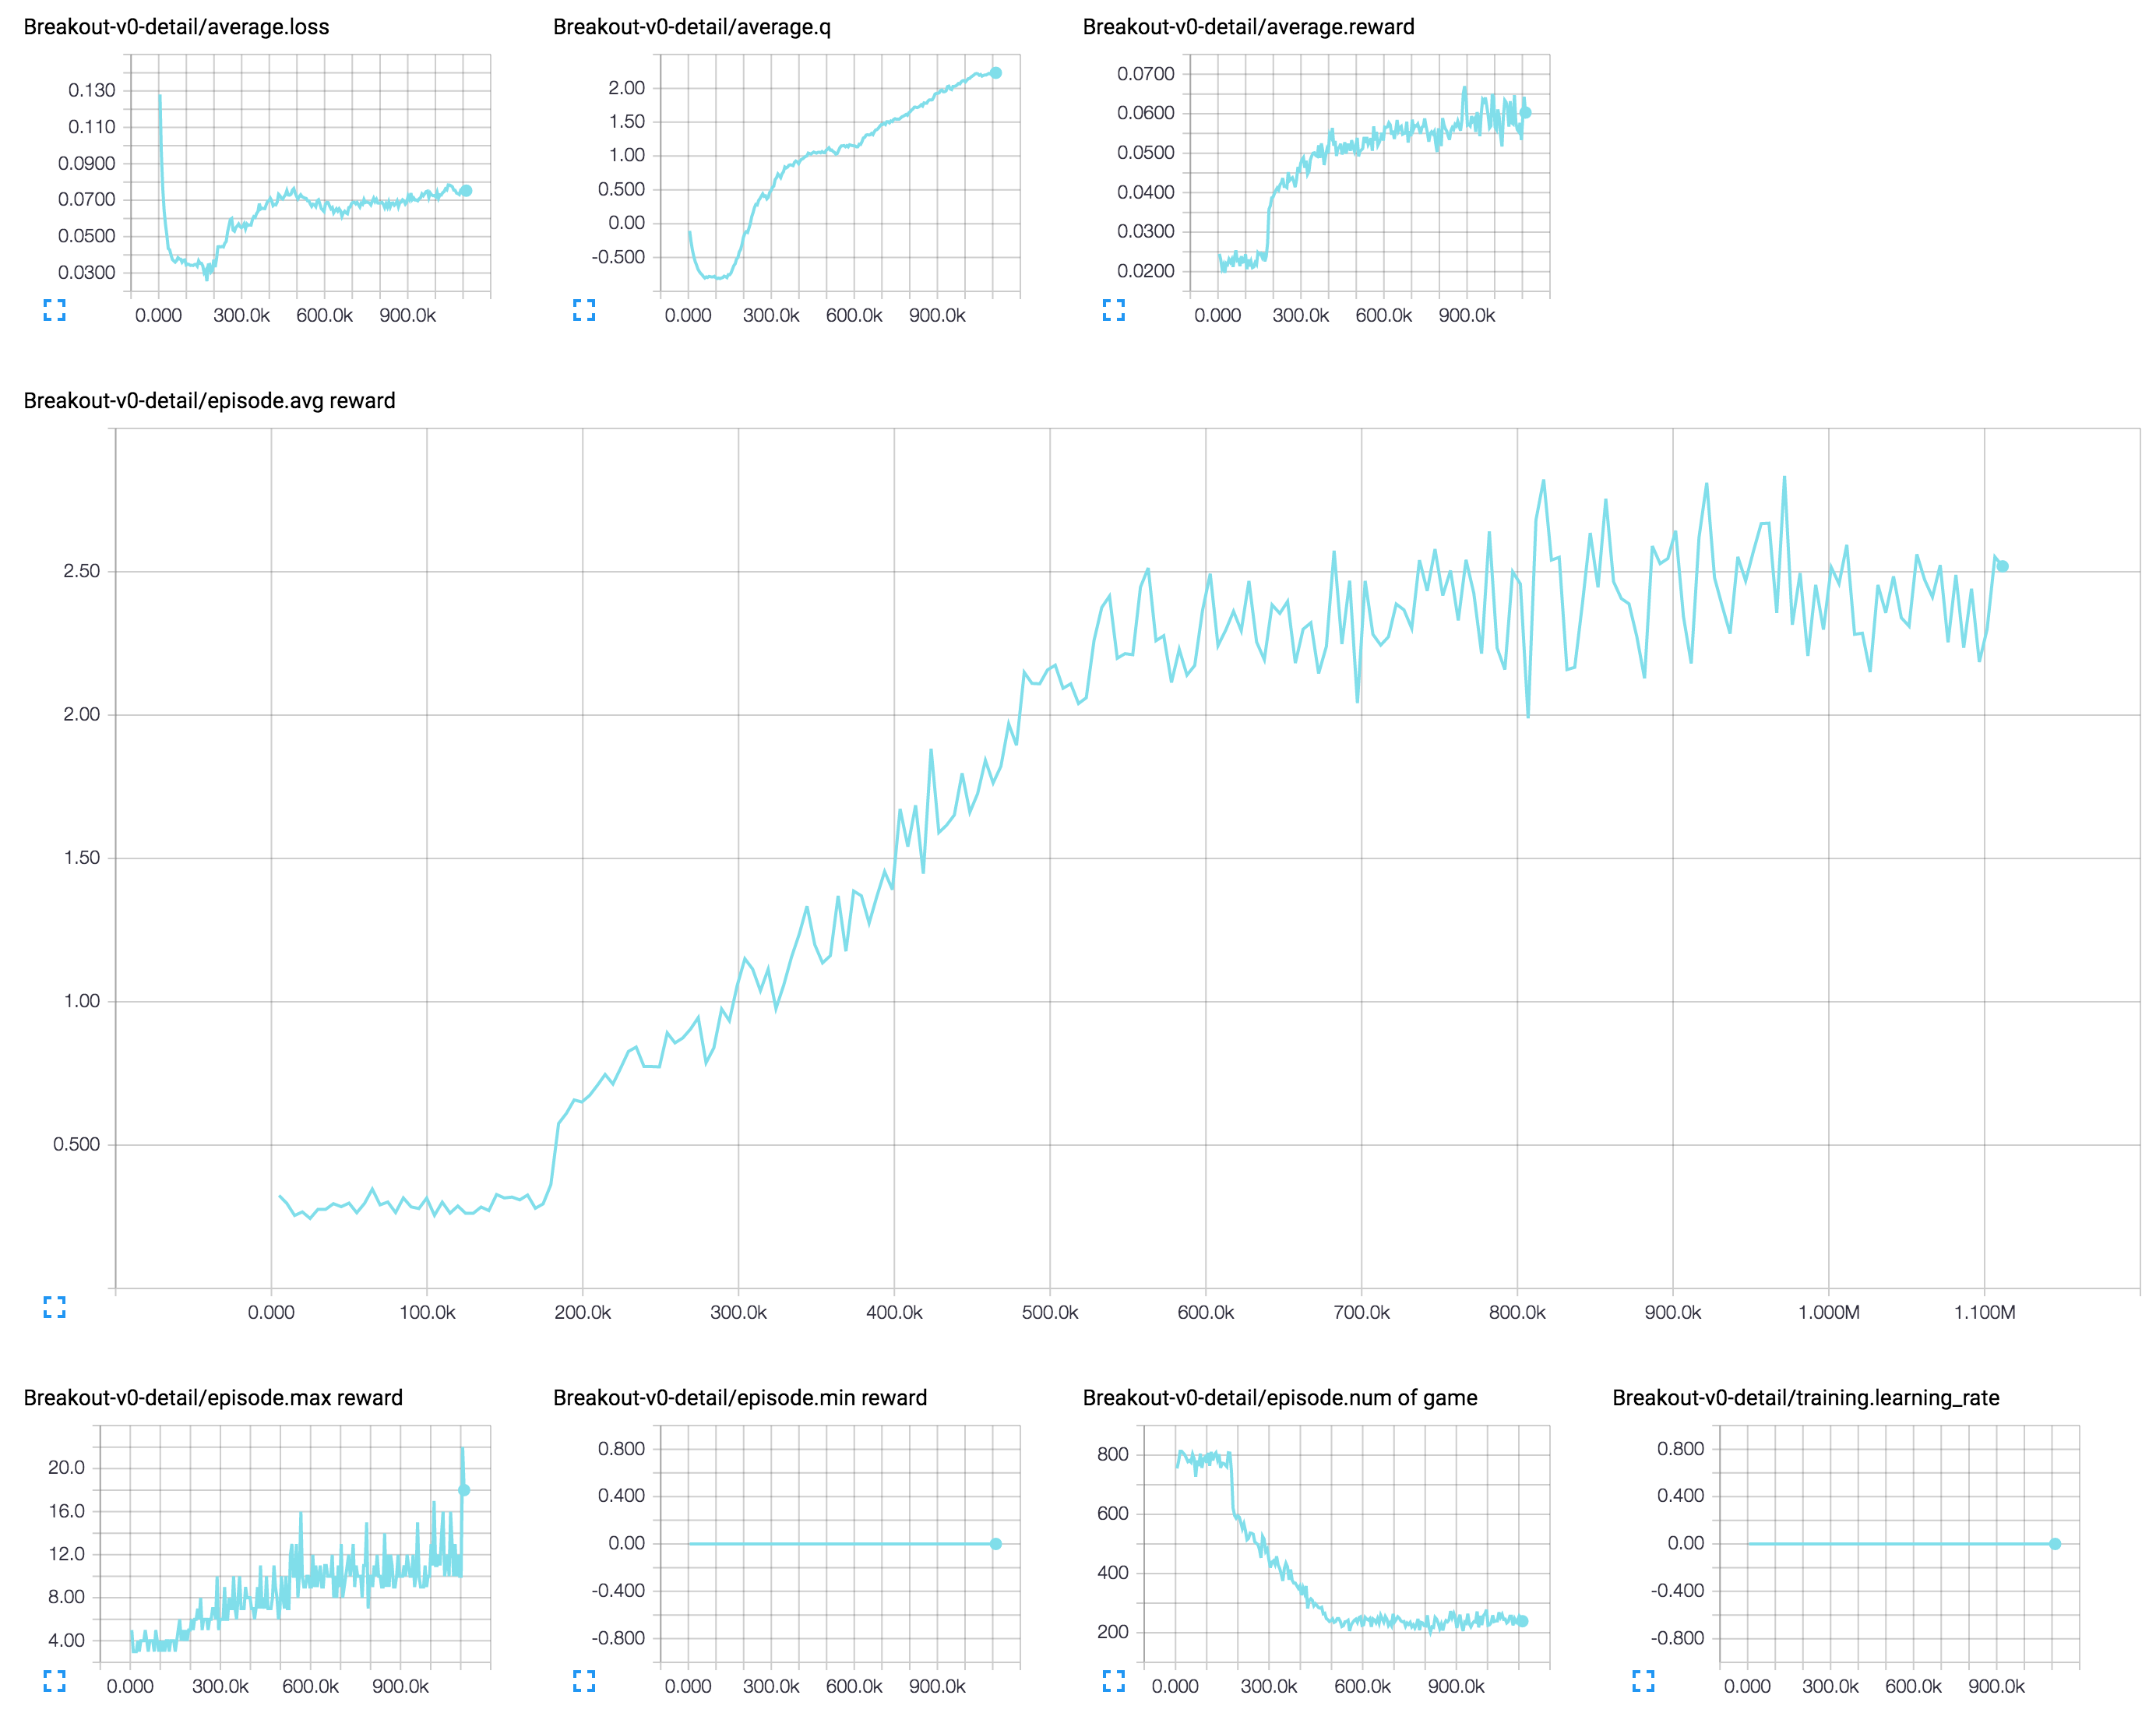 Breakout-v0-detail/average.loss
0.130
0.110
0.0900
0.0700
0.0500
0.0300
0.000 300.0k 600.0k 900.0k
Breakout-v0-detail/average.q
2.00
1.50
1.00
0.500
0.00
-0.500
0.000 300.0k 600.0k 900.0k
Breakout-v0-detail/average.reward
0.0700
0.0600
0.0500
0.0400
0.0300
0.0200
0.000 300.0k 600.0k 900.0k
Breakout-v0-detail/episode.avg reward
2.50
2.00
1.50
1.00
0.500
0.000 100.0k 200.0k 300.0k 400.0k 500.0k 600.0k 700.0k 800.0k 900.0k 1.000M 1.100M
Breakout-v0-detail/episode.max reward
20.0
16.0
12.0
8.00
4.00
0.000 300.0k 600.0k 900.0k
Breakout-v0-detail/episode.min reward
0.800
0.400
0.00
-0.400
-0.800
0.000 300.0k 600.0k 900.0k
Breakout-v0-detail/episode.num of game
800
600
400
200
0.000 300.0k 600.0k 900.0k
Breakout-v0-detail/training.learning_rate
0.800
0.400
0.00
-0.400
-0.800
0.000 300.0k 600.0k 900.0k